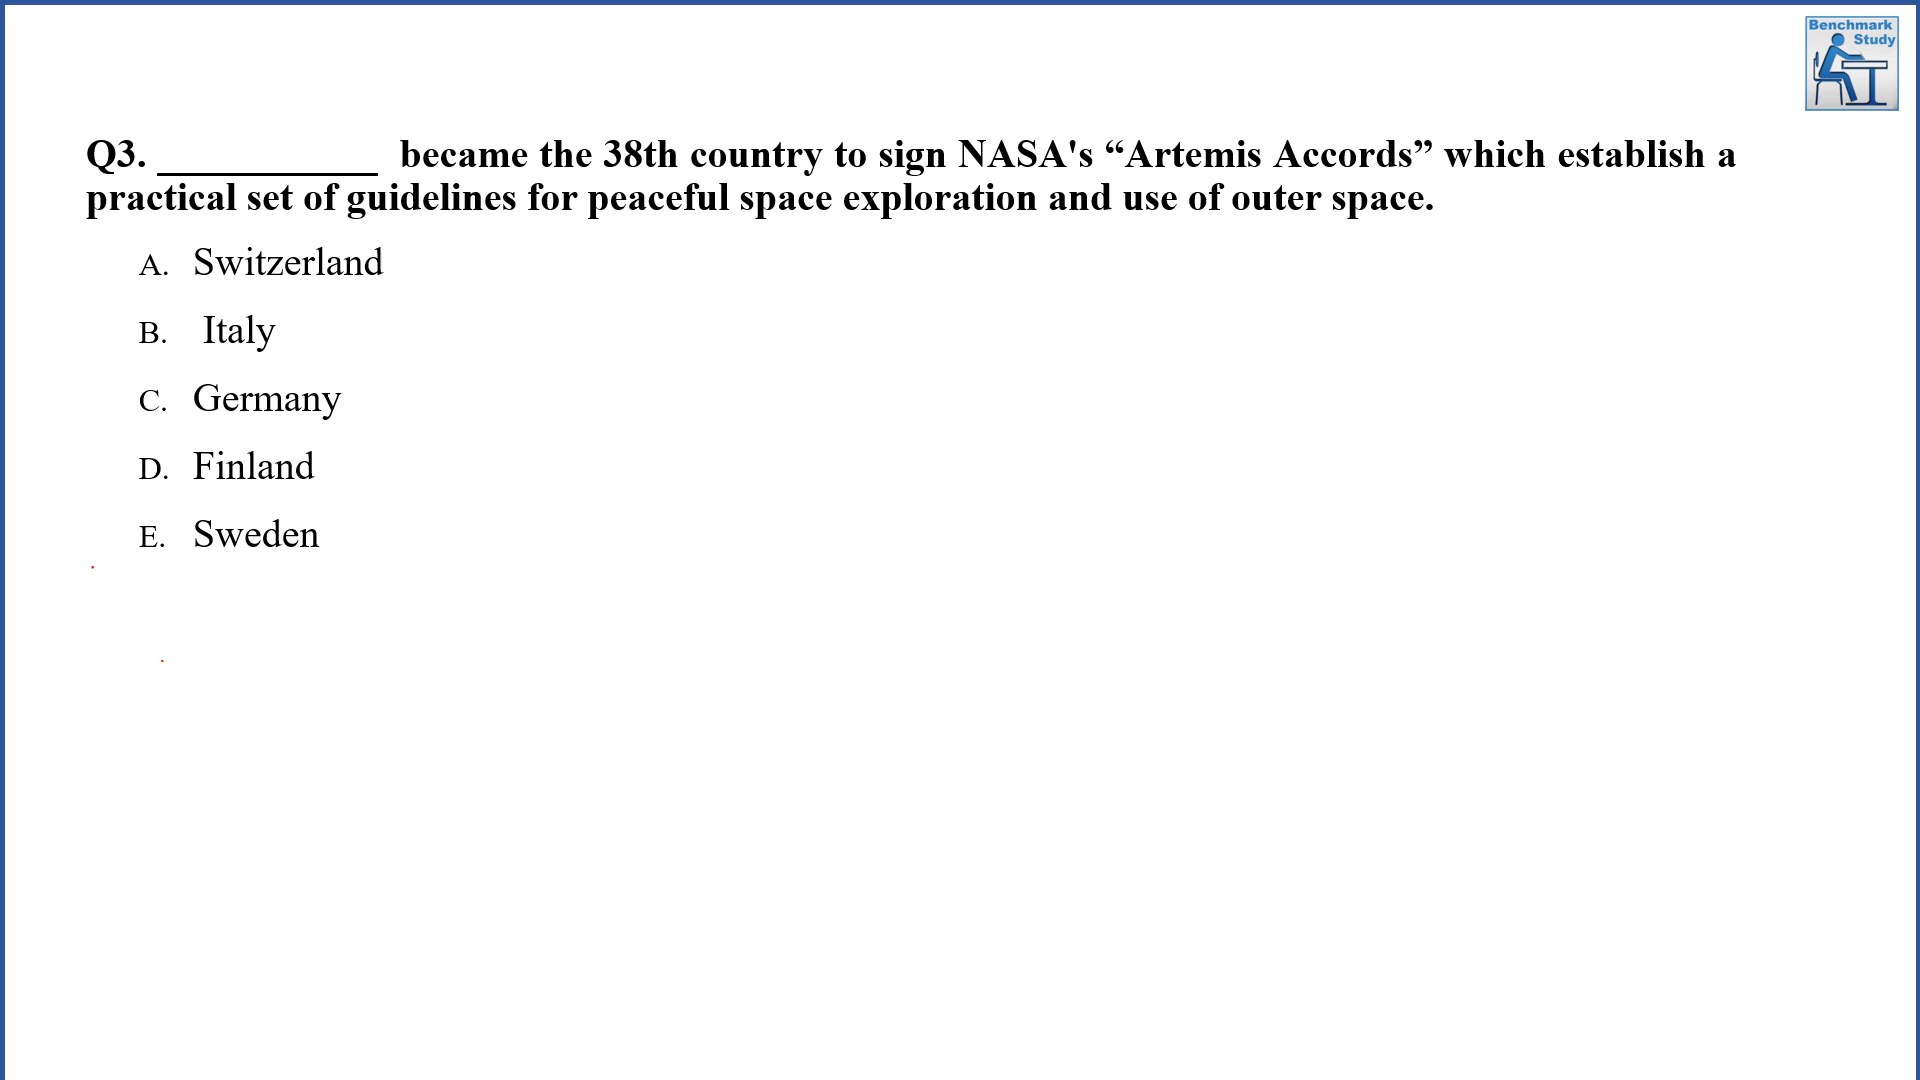 Benchmark
Study
Q3. ___________ became the 38th country to sign NASA's “Artemis Accords” which establish a
practical set of guidelines for peaceful space exploration and use of outer space.
A. Switzerland
B. Italy
C. Germany
D. Finland
E. Sweden